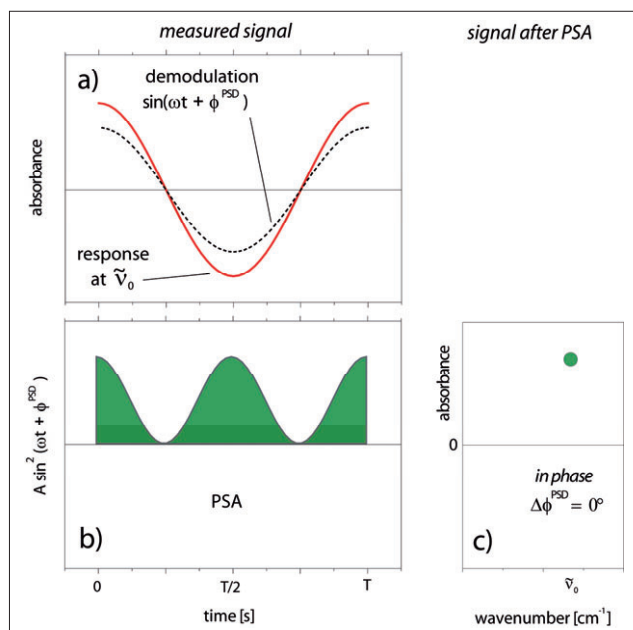 measured signal
signal after PSA
a)
demodulation
sin(ωt + ϕ^PSD)
absorbance
response
at ṽ₀
A sin² (ωt + ϕ^PSD)
PSA
b)
0
T/2
T
time [s]
absorbance
0
in phase
Δϕ^PSD = 0°
c)
ṽ₀
wavenumber [cm⁻¹]